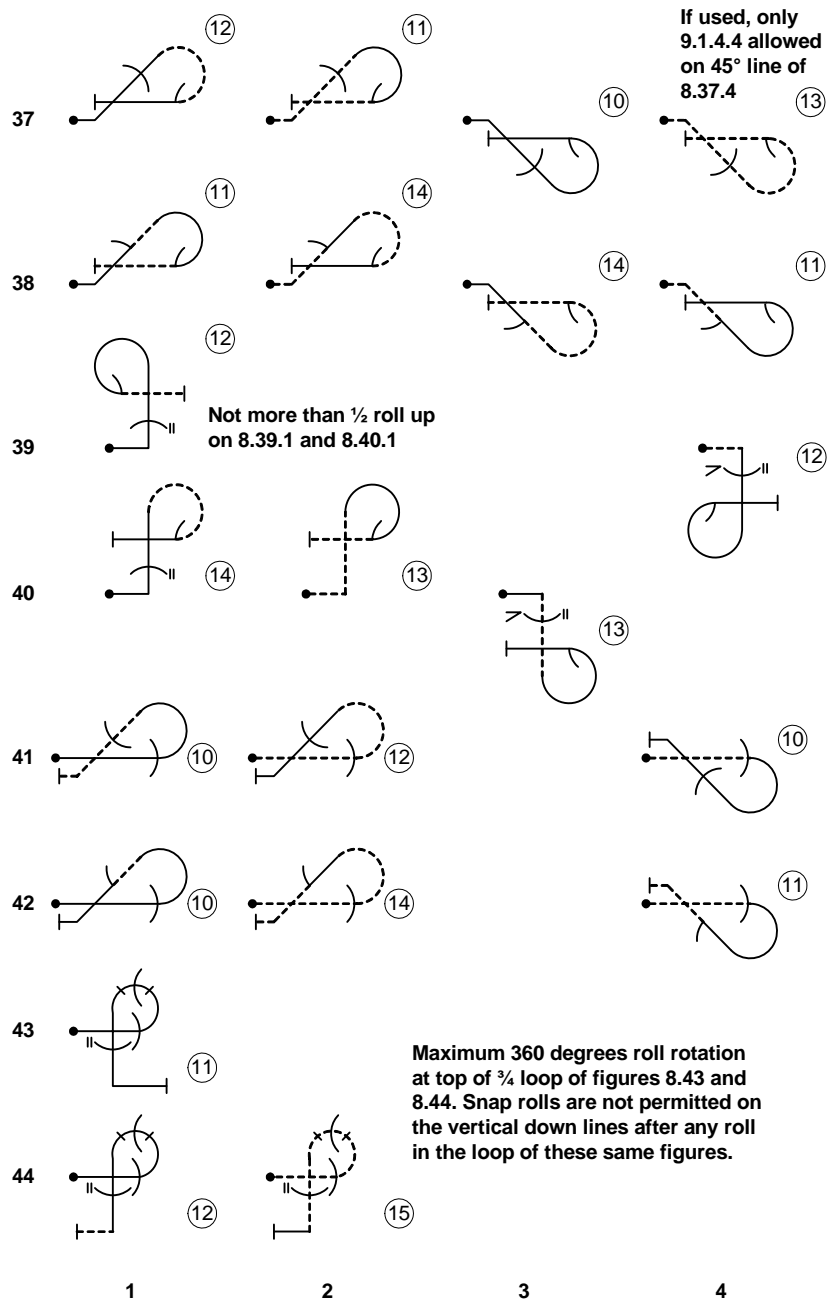 If used, only
9.1.4.4 allowed
on 45° line of
8.37.4
12
11
10
13
37
11
14
14
11
38
12
Not more than ½ roll up
on 8.39.1 and 8.40.1
12
39
14
13
13
40
10
12
10
41
10
14
11
42
11
43
Maximum 360 degrees roll rotation
at top of ¾ loop of figures 8.43 and
8.44. Snap rolls are not permitted on
the vertical down lines after any roll
in the loop of these same figures.
12
15
44
1 2 3 4